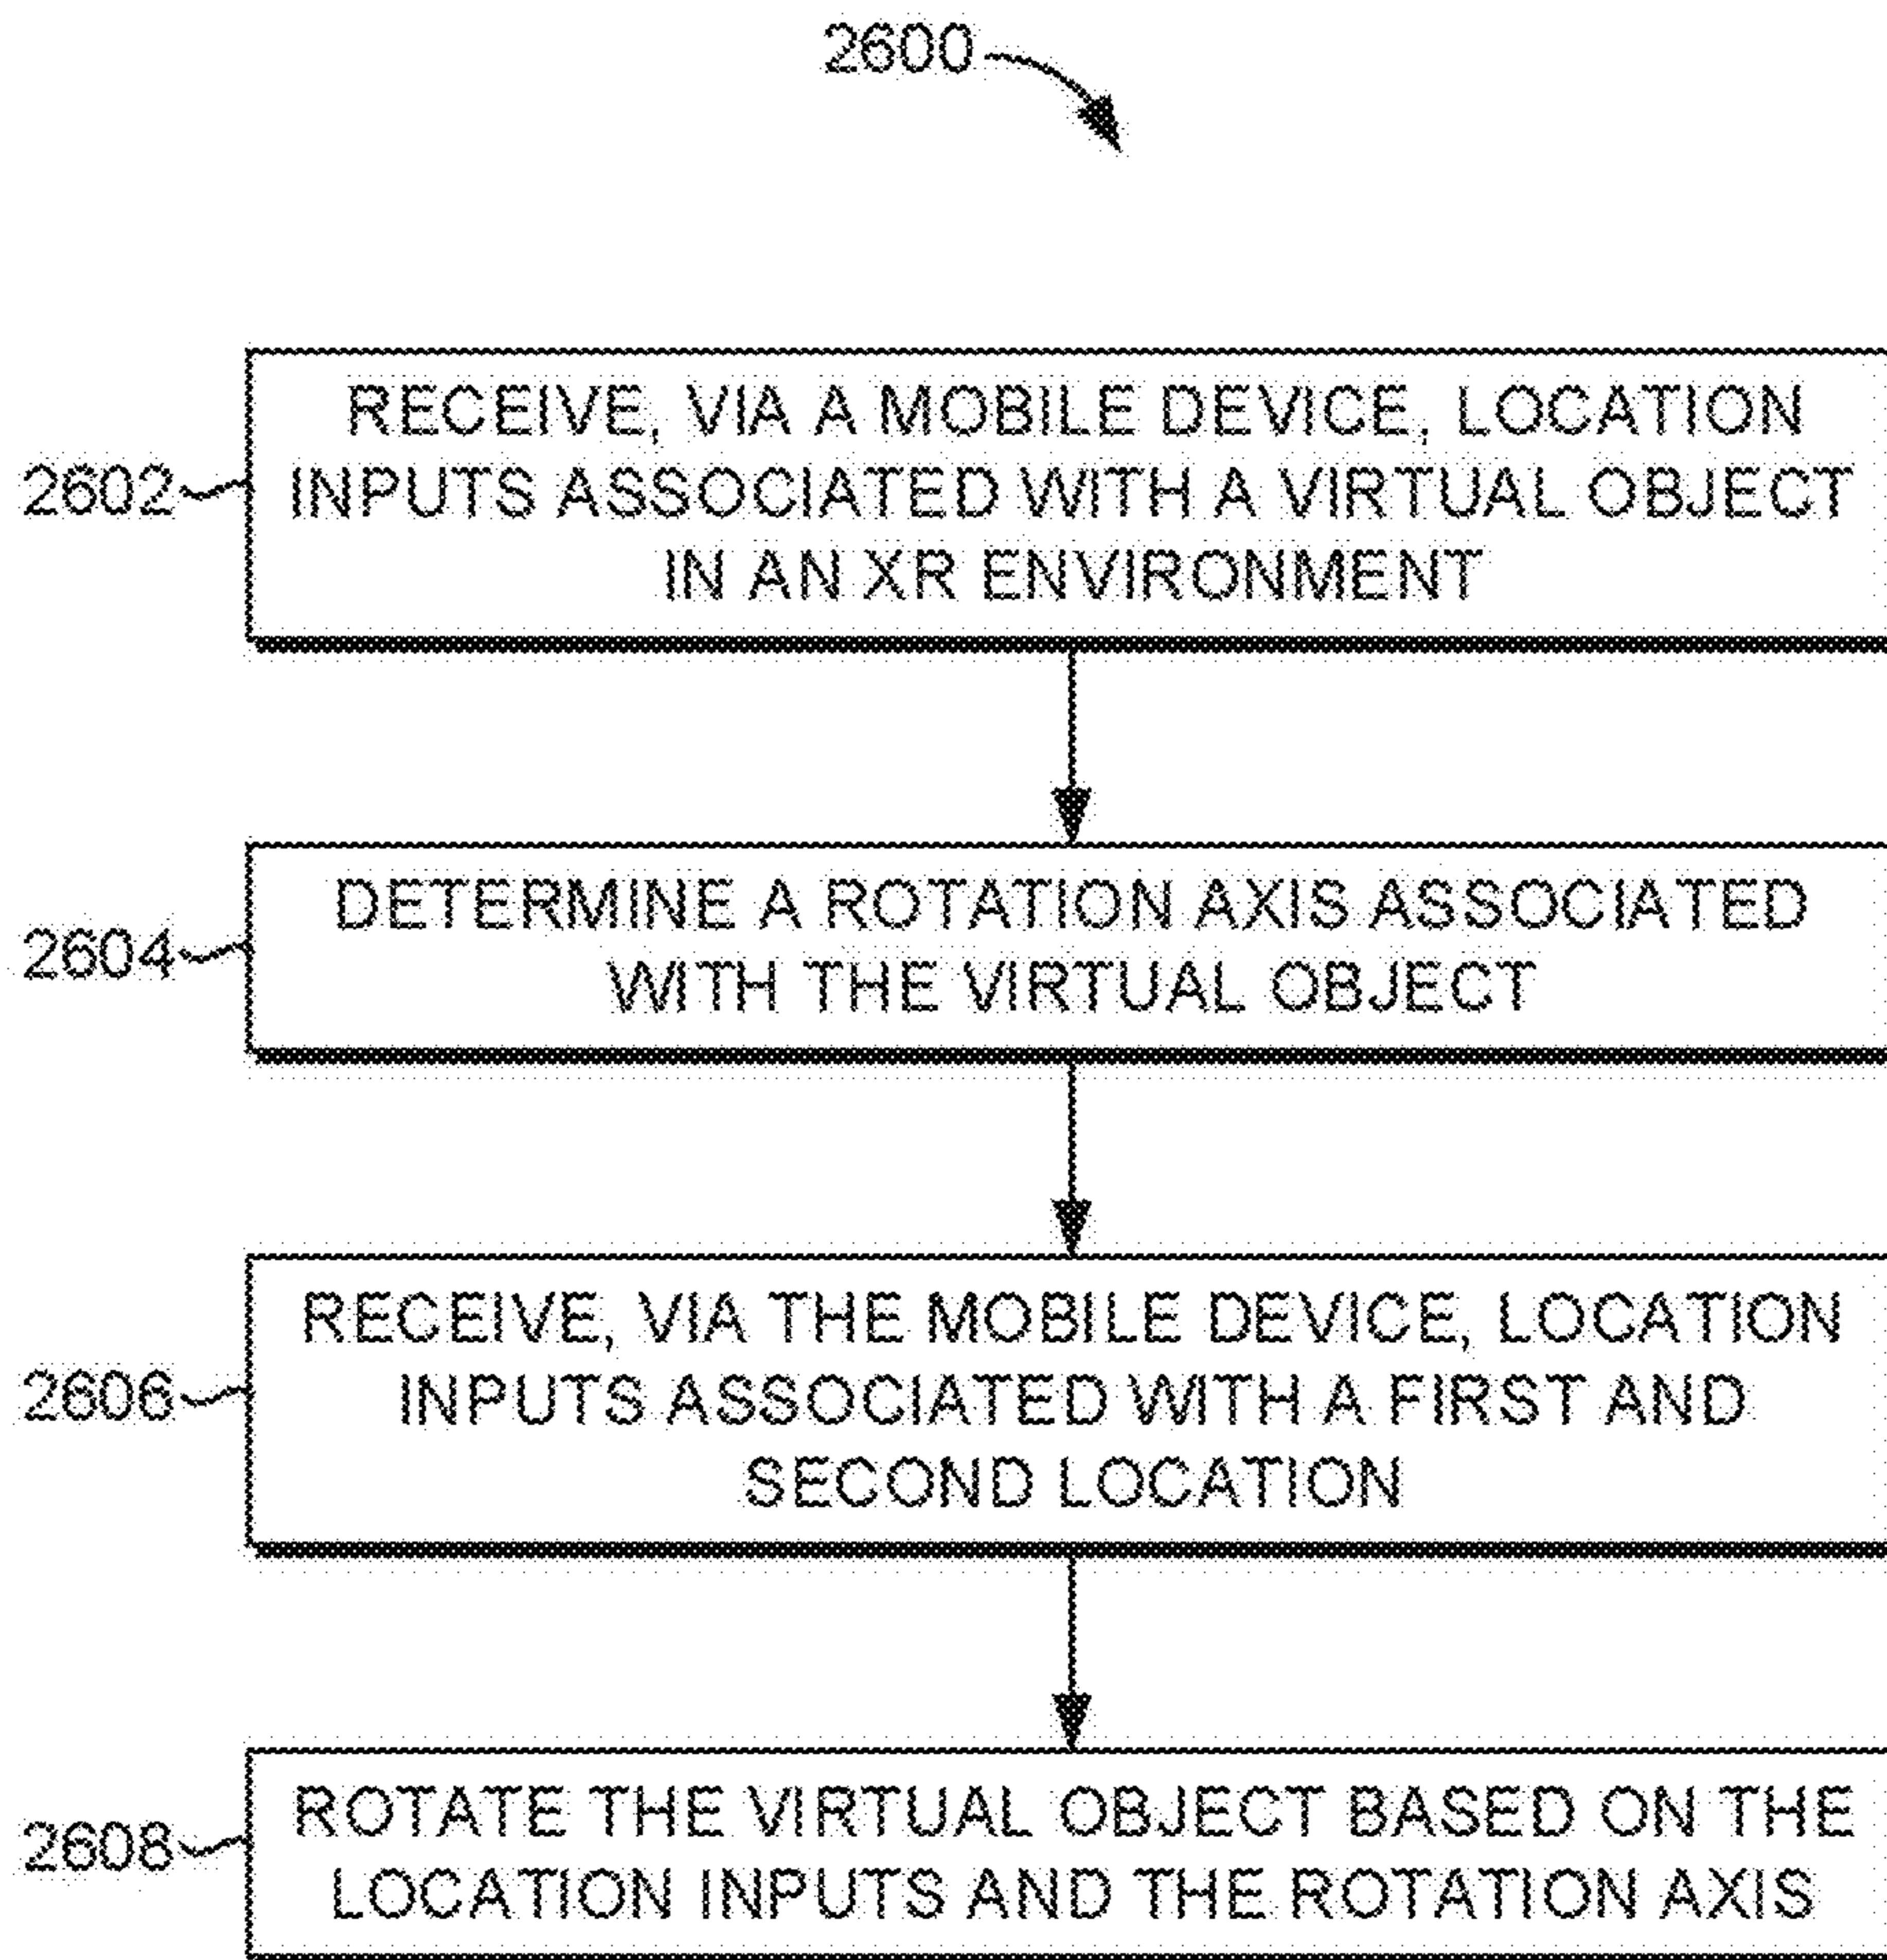 2600
RECEIVE, VIA A MOBILE DEVICE, LOCATION
INPUTS ASSOCIATED WITH A VIRTUAL OBJECT
IN AN XR ENVIRONMENT
2602
DETERMINE A ROTATION AXIS ASSOCIATED
WITH THE VIRTUAL OBJECT
2604
RECEIVE, VIA THE MOBILE DEVICE, LOCATION
INPUTS ASSOCIATED WITH A FIRST AND
SECOND LOCATION
2606
ROTATE THE VIRTUAL OBJECT BASED ON THE
LOCATION INPUTS AND THE ROTATION AXIS
2608